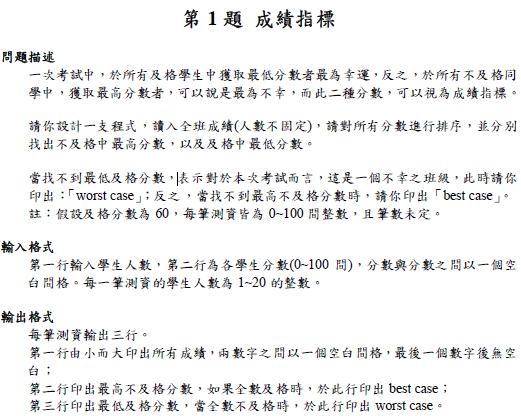 第 1 題 成績指標
問題描述
一次考試中，於所有及格學生中獲取最低分數者最為幸運，反之，於所有不及格同
學中，獲取最高分數者，可以說是最為不幸，而此二種分數，可以視為成績指標。
請你設計一支程式，讀入全班成績(人數不固定)，請對所有分數進行排序，並分別
找出不及格中最高分數，以及及格中最低分數。
當找不到最低及格分數，表示對於本次考試而言，這是一個不幸之班級，此時請你
印出：「worst case」；反之，當找不到最高不及格分數時，請你印出「best case」。
註：假設及格分數為 60，每筆測資皆為 0~100 間整數，且筆數未定。
輸入格式
第一行輸入學生人數，第二行為各學生分數(0~100 間)，分數與分數之間以一個空
白間格。每一筆測資的學生人數為 1~20 的整數。
輸出格式
每筆測資輸出三行。
第一行由小而大印出所有成績，兩數字之間以一個空白間格，最後一個數字後無空
白；
第二行印出最高不及格分數，如果全數及格時，於此行印出 best case；
第三行印出最低及格分數，當全數不及格時，於此行印出 worst case。